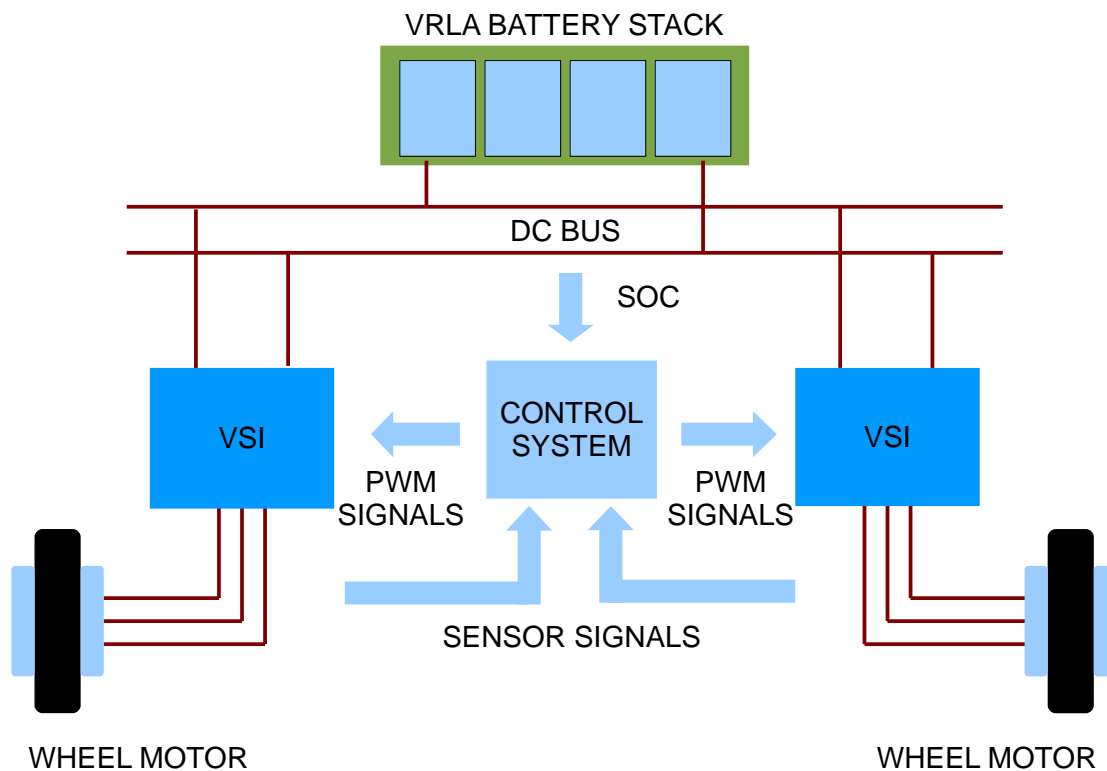 VRLA BATTERY STACK
DC BUS
SOC
CONTROL
SYSTEM
VSI
VSI
PWM
SIGNALS
PWM
SIGNALS
SENSOR SIGNALS
WHEEL MOTOR
WHEEL MOTOR